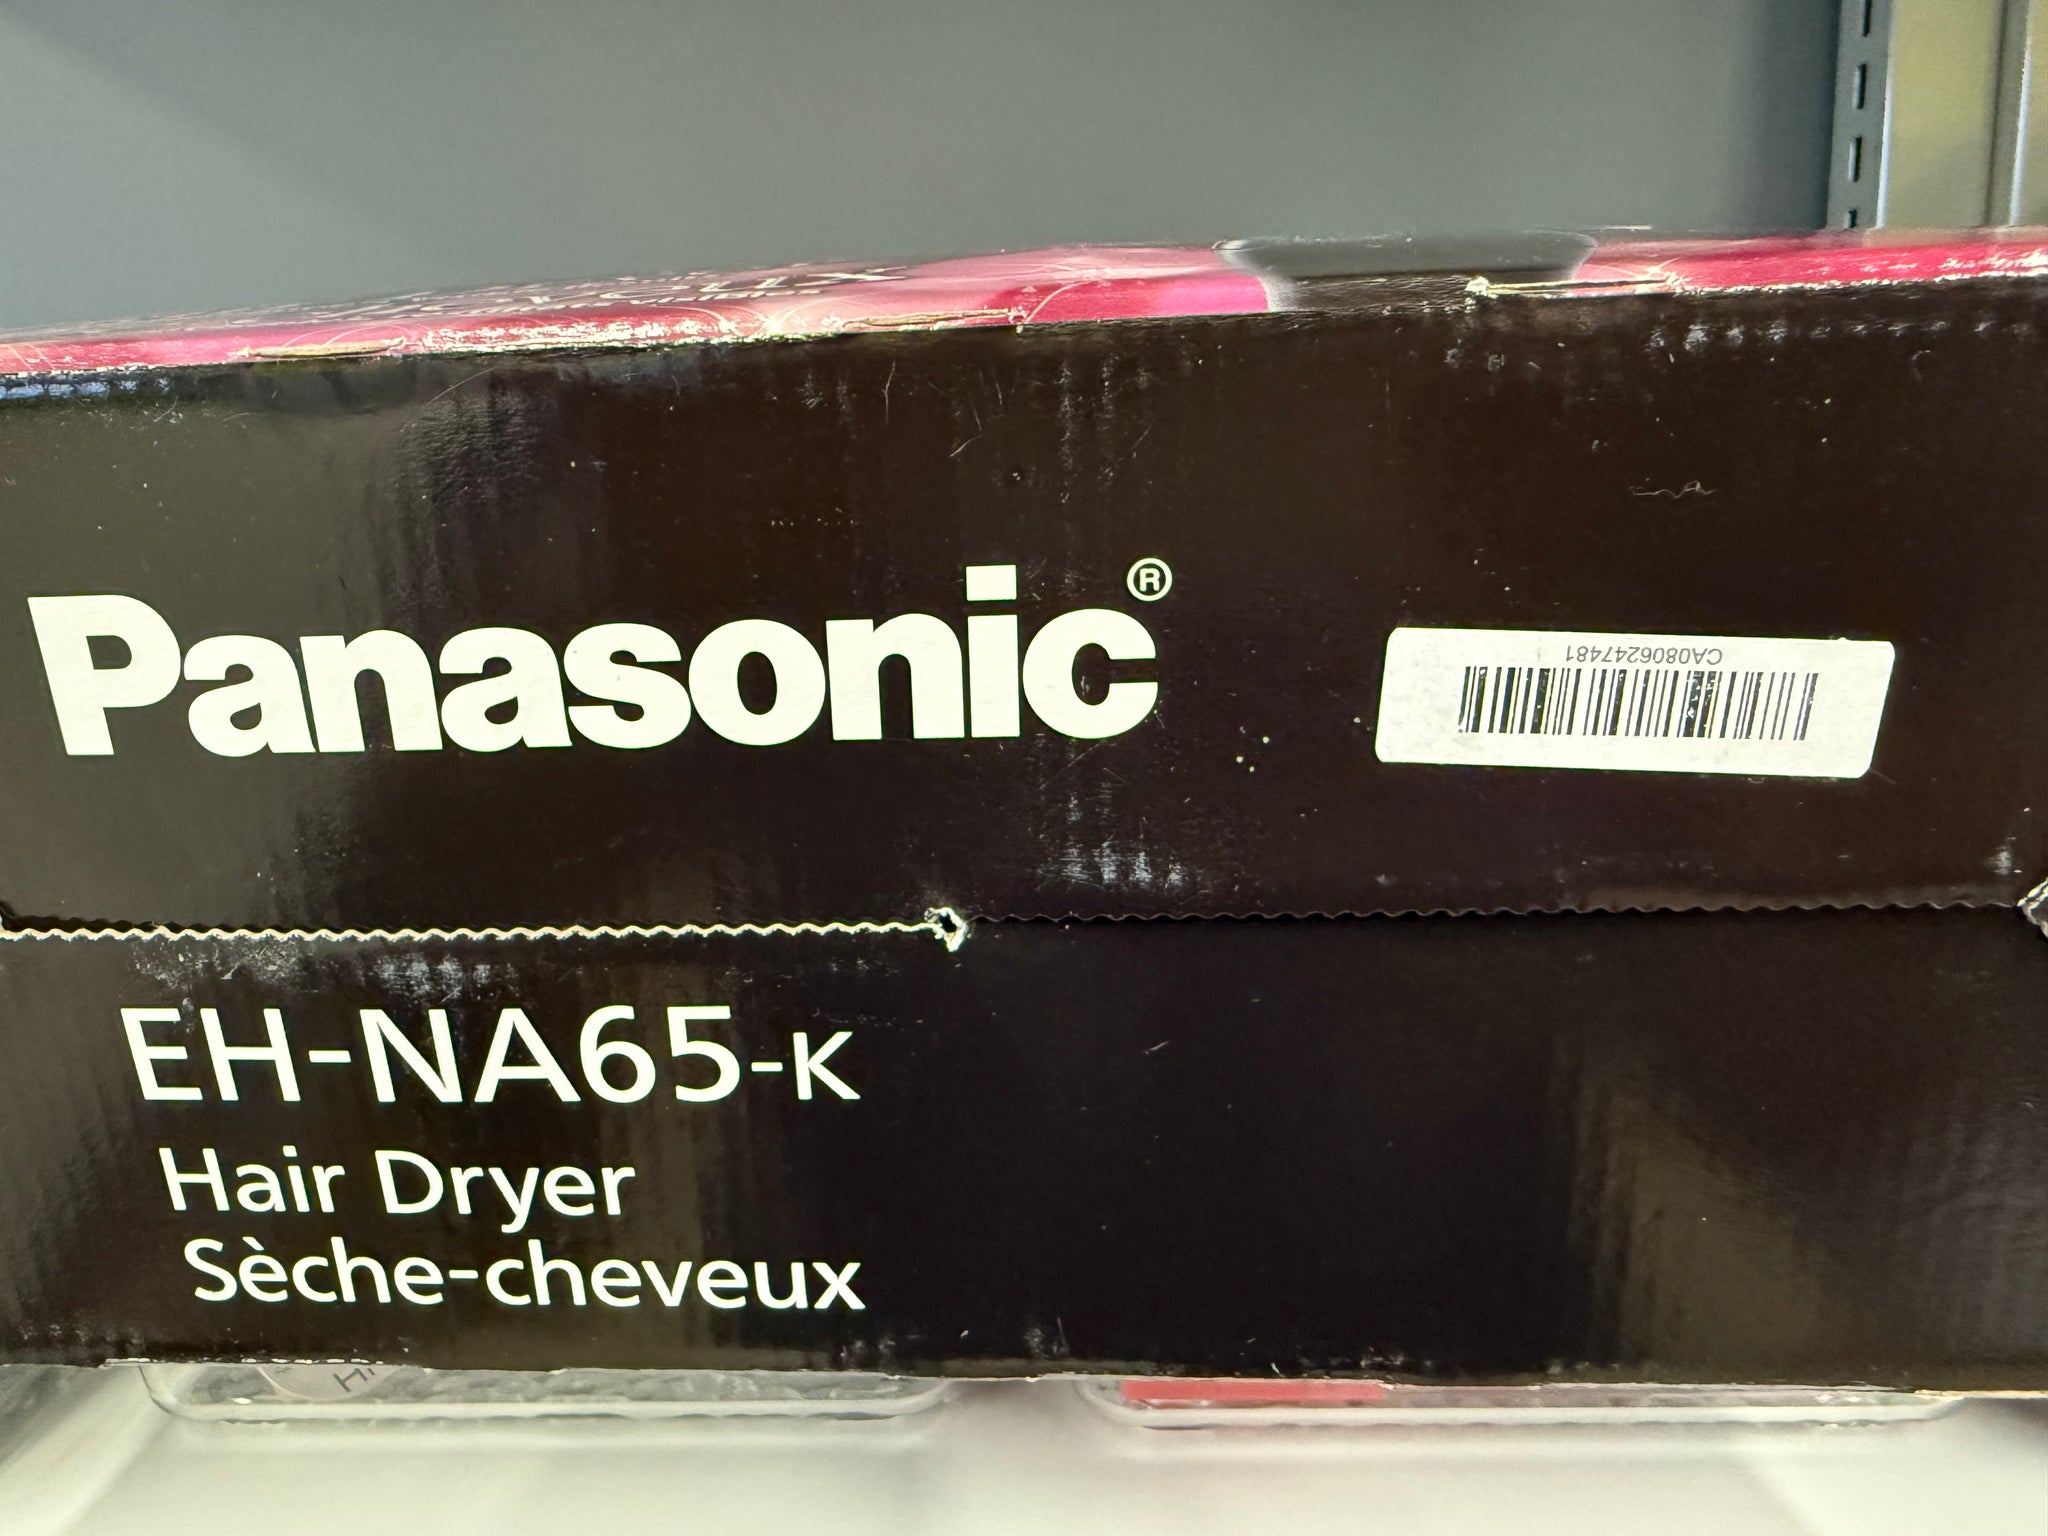 Panasonic®
CA0806247481
EH-NA65-K
Hair Dryer
Sèche-cheveux